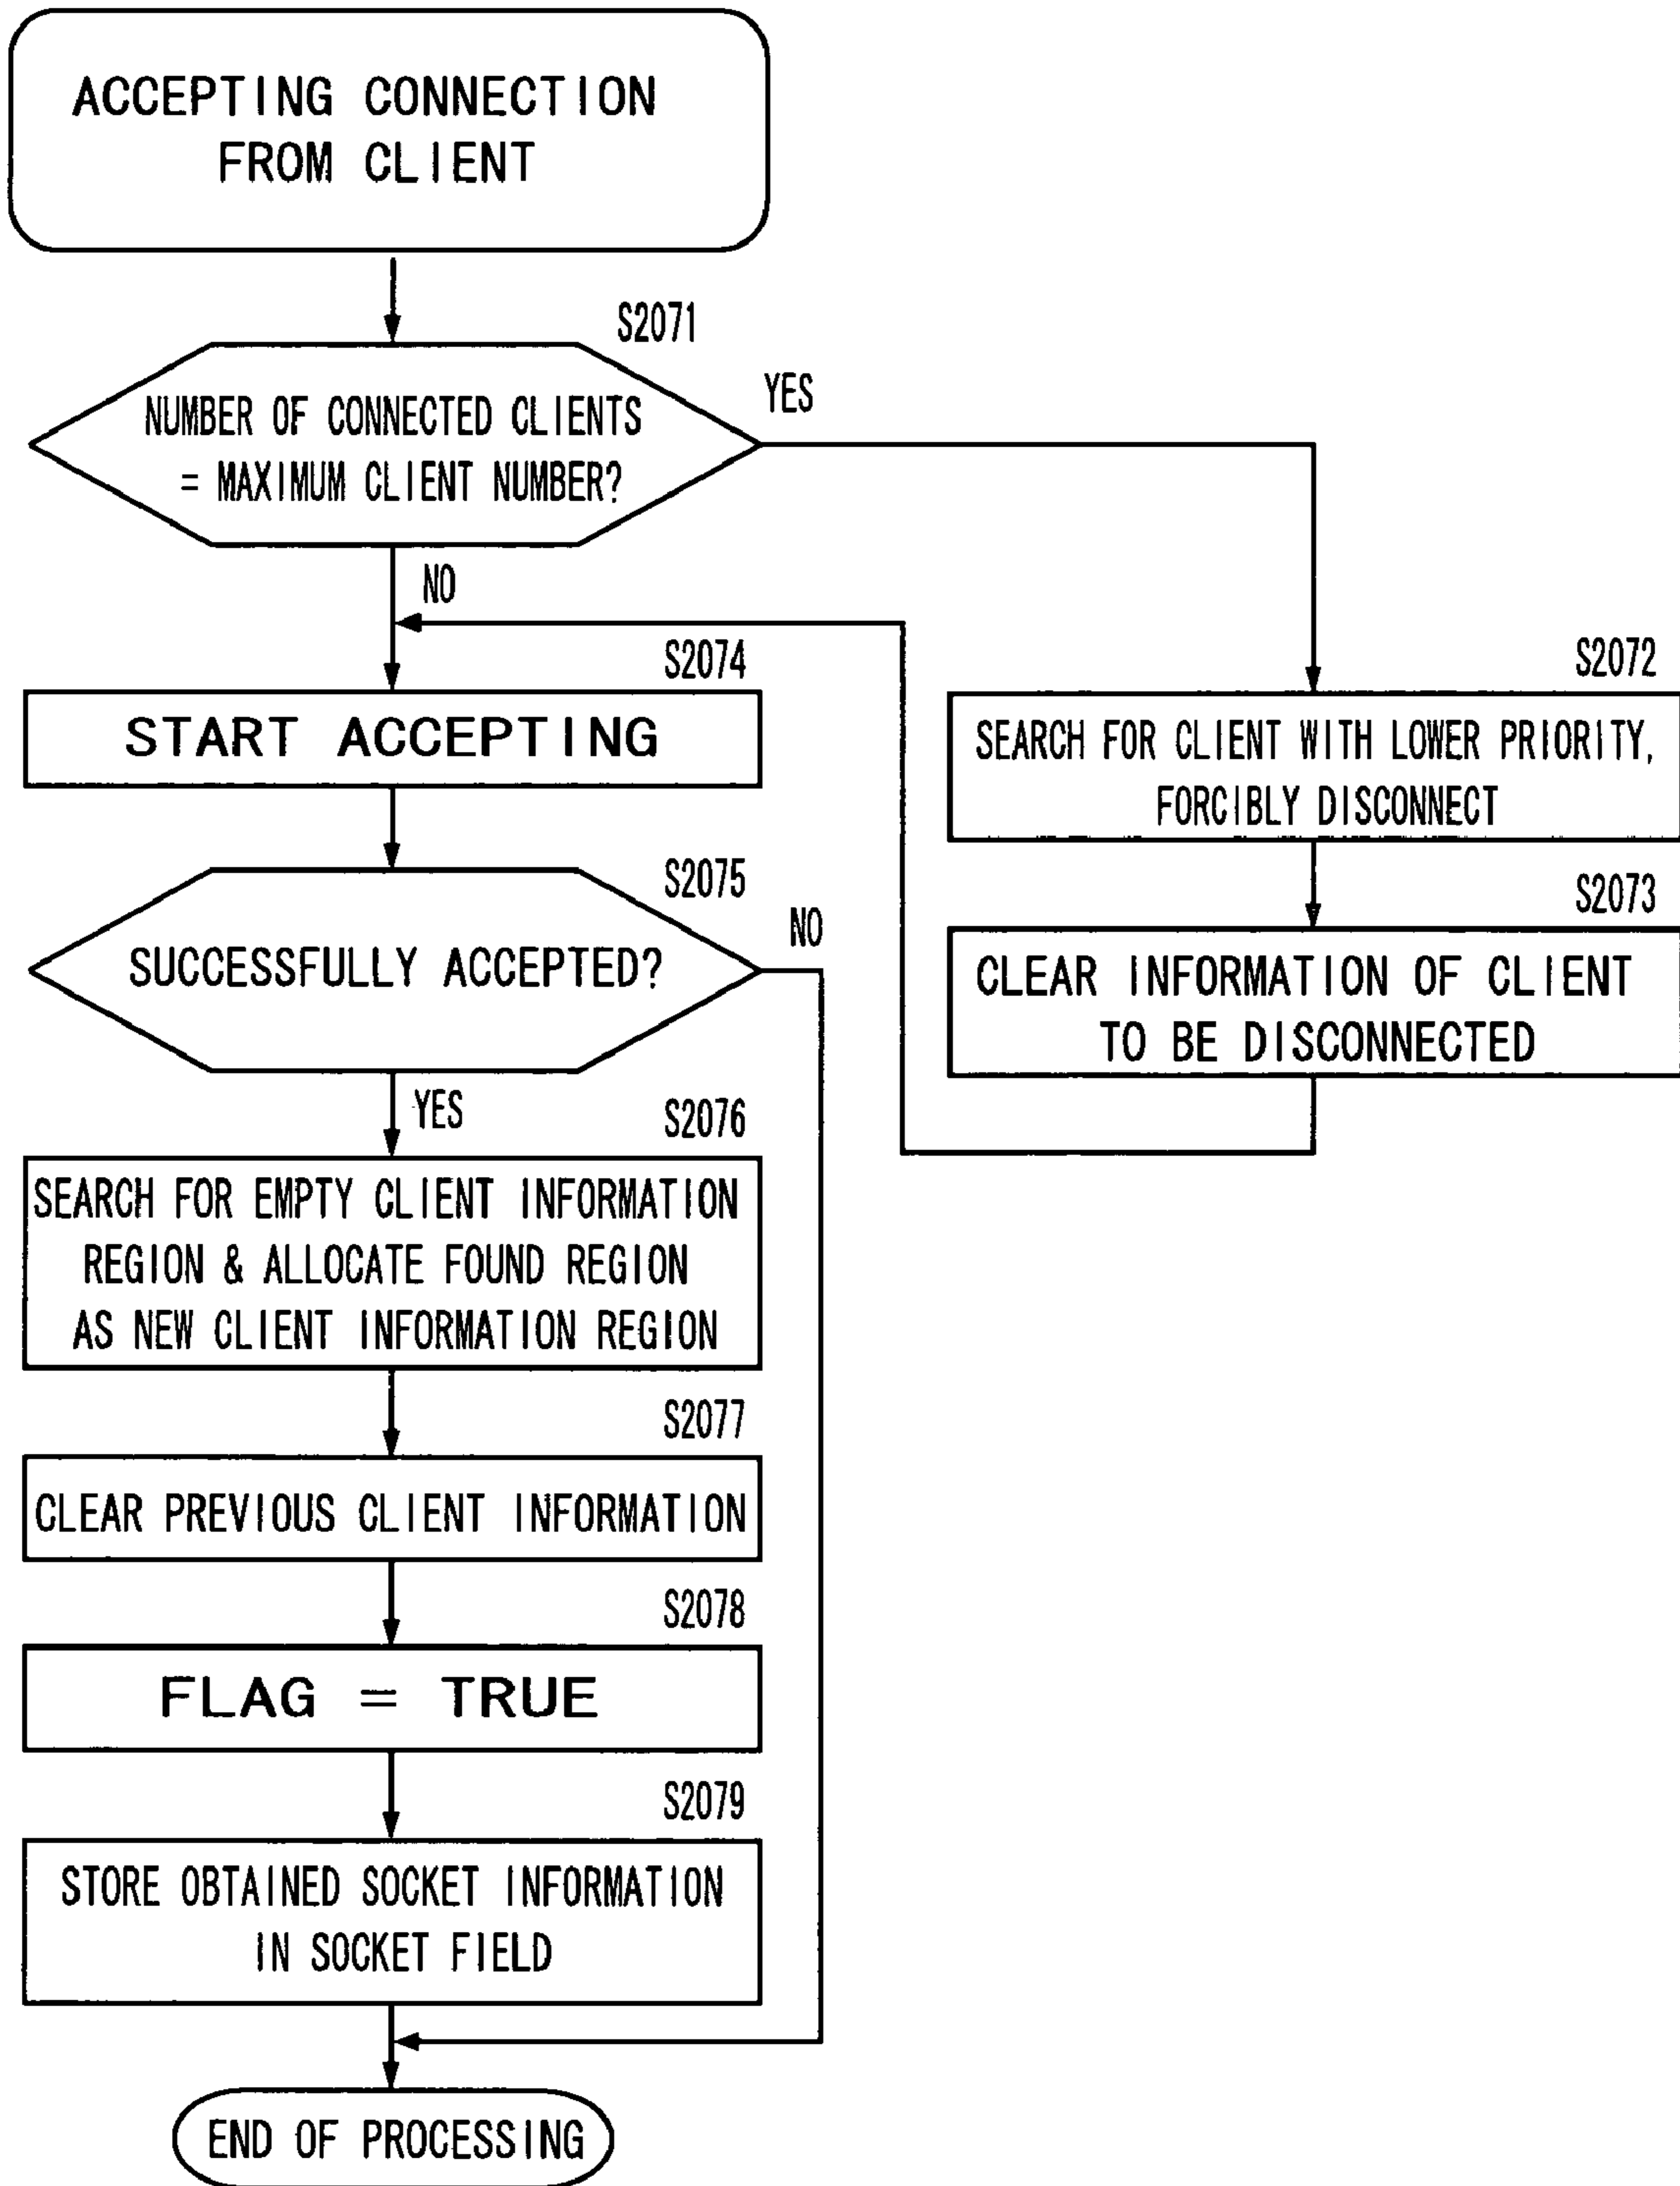 ACCEPTING CONNECTION
FROM CLIENT
S2071
NUMBER OF CONNECTED CLIENTS
= MAXIMUM CLIENT NUMBER?
YES
NO
S2072
SEARCH FOR CLIENT WITH LOWER PRIORITY,
FORCIBLY DISCONNECT
S2073
CLEAR INFORMATION OF CLIENT
TO BE DISCONNECTED
S2074
START ACCEPTING
S2075
SUCCESSFULLY ACCEPTED?
NO
YES
S2076
SEARCH FOR EMPTY CLIENT INFORMATION
REGION & ALLOCATE FOUND REGION
AS NEW CLIENT INFORMATION REGION
S2077
CLEAR PREVIOUS CLIENT INFORMATION
S2078
FLAG = TRUE
S2079
STORE OBTAINED SOCKET INFORMATION
IN SOCKET FIELD
END OF PROCESSING